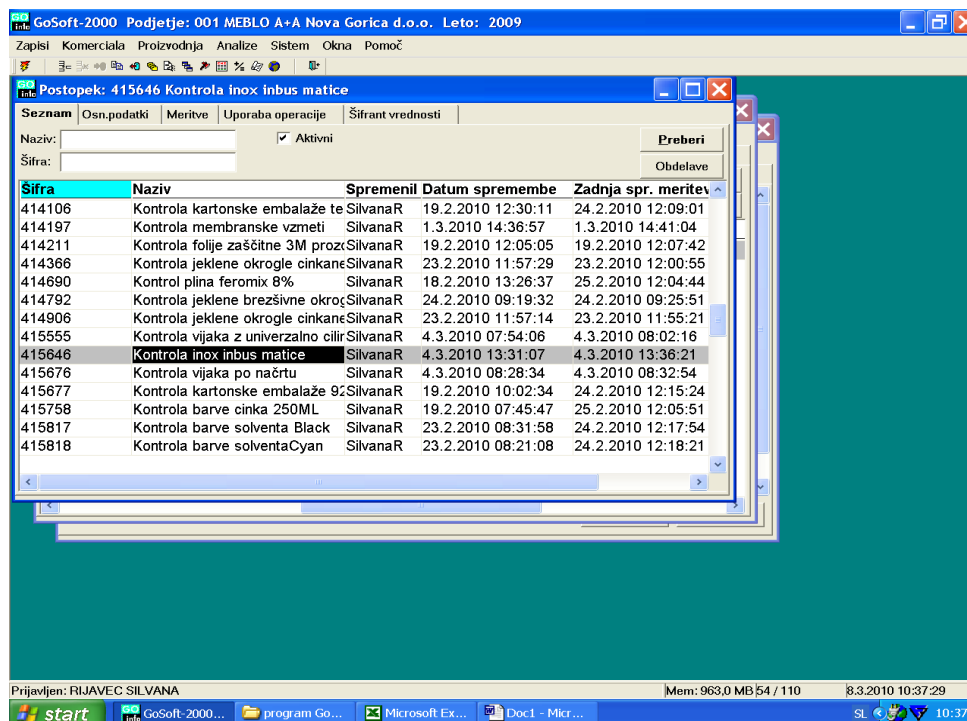 GoSoft-2000 Podjetje: 001 MEBLO A+A Nova Gorica d.o.o. Leto: 2009
Zapisi Komerciala Proizvodnja Analize Sistem Okna Pomoč
Postopek: 415646 Kontrola inox inbus matice
Seznam Osn.podatki Meritve Uporaba operacije Šifrant vrednosti
Naziv: Aktivni Preberi
Šifra: Obdelave
Šifra Naziv Spremenil Datum spremembe Zadnja spr. meritev
414106 Kontrola kartonske embalaže te SilvanaR 19.2.2010 12:30:11 24.2.2010 12:09:01
414197 Kontrola membranske vzmeti SilvanaR 1.3.2010 14:36:57 1.3.2010 14:41:04
414211 Kontrola folije zaščitne 3M prozo SilvanaR 19.2.2010 12:05:05 19.2.2010 12:07:42
414366 Kontrola jeklene okrogle cinkane SilvanaR 23.2.2010 11:57:29 23.2.2010 12:00:55
414690 Kontrol plina feromix 8% SilvanaR 18.2.2010 13:26:37 25.2.2010 12:04:44
414792 Kontrola jeklene brezšivne okrog SilvanaR 24.2.2010 09:19:32 24.2.2010 09:25:51
414906 Kontrola jeklene okrogle cinkane SilvanaR 23.2.2010 11:57:14 23.2.2010 11:55:21
415555 Kontrola vijaka z univerzalno cilin SilvanaR 4.3.2010 07:54:06 4.3.2010 08:02:16
415646 Kontrola inox inbus matice SilvanaR 4.3.2010 13:31:07 4.3.2010 13:36:21
415676 Kontrola vijaka po načrtu SilvanaR 4.3.2010 08:28:34 4.3.2010 08:32:54
415677 Kontrola kartonske embalaže 92 SilvanaR 19.2.2010 10:02:34 24.2.2010 12:15:24
415758 Kontrola barve cinka 250ML SilvanaR 19.2.2010 07:45:47 25.2.2010 12:05:51
415817 Kontrola barve solventa Black SilvanaR 23.2.2010 08:31:58 24.2.2010 12:17:54
415818 Kontrola barve solventaCyan SilvanaR 23.2.2010 08:21:08 24.2.2010 12:18:21
Prijavljen: RIJAVEC SILVANA Mem: 963,0 MB 54 / 110 8.3.2010 10:37:29
start GoSoft-2000... program Go... Microsoft Ex... Doc1 - Micr... SL 10:37